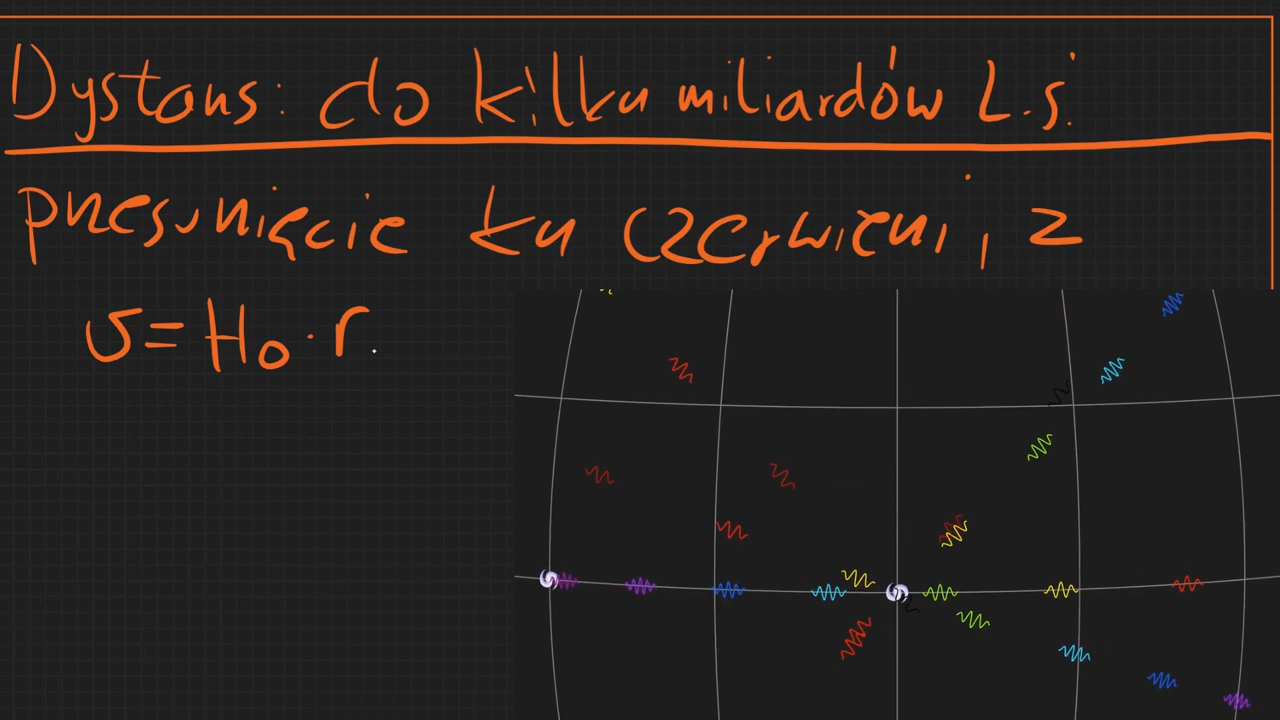 Dystans: do kilku miliardów L.ś.
przesunięcie ku czerwieni, z
v = H₀ · r